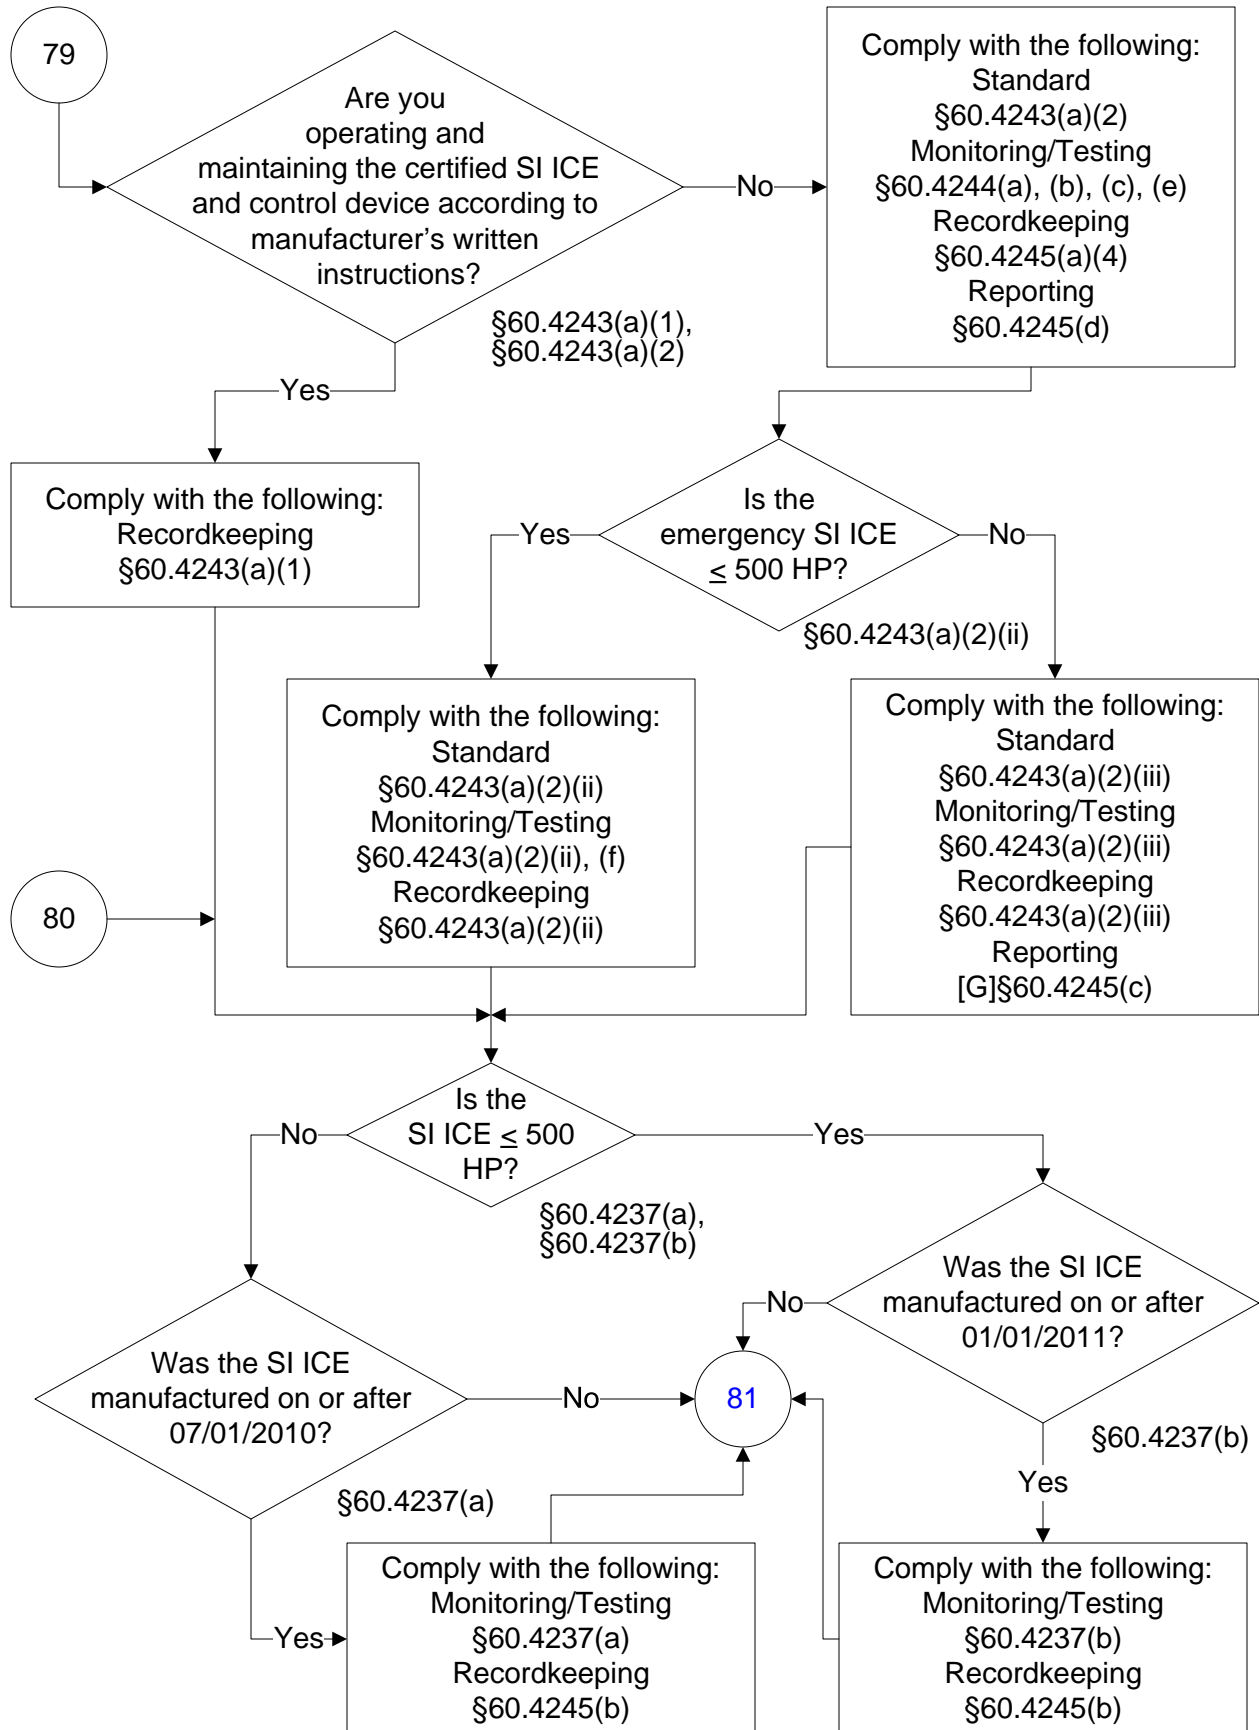 79
Are you
operating and
maintaining the certified SI ICE
and control device according to
manufacturer's written
instructions?
No
Comply with the following:
Standard
§60.4243(a)(2)
Monitoring/Testing
§60.4244(a), (b), (c), (e)
Recordkeeping
§60.4245(a)(4)
Reporting
§60.4245(d)
§60.4243(a)(1),
§60.4243(a)(2)
Yes
Comply with the following:
Recordkeeping
§60.4243(a)(1)
Is the
emergency SI ICE
≤ 500 HP?
Yes
No
§60.4243(a)(2)(ii)
Comply with the following:
Standard
§60.4243(a)(2)(ii)
Monitoring/Testing
§60.4243(a)(2)(ii), (f)
Recordkeeping
§60.4243(a)(2)(ii)
Comply with the following:
Standard
§60.4243(a)(2)(iii)
Monitoring/Testing
§60.4243(a)(2)(iii)
Recordkeeping
§60.4243(a)(2)(iii)
Reporting
[G]§60.4245(c)
80
Is the
SI ICE ≤ 500
HP?
No
Yes
§60.4237(a),
§60.4237(b)
Was the SI ICE
manufactured on or after
01/01/2011?
No
Was the SI ICE
manufactured on or after
07/01/2010?
No
81
§60.4237(b)
Yes
§60.4237(a)
Yes
Comply with the following:
Monitoring/Testing
§60.4237(a)
Recordkeeping
§60.4245(b)
Comply with the following:
Monitoring/Testing
§60.4237(b)
Recordkeeping
§60.4245(b)